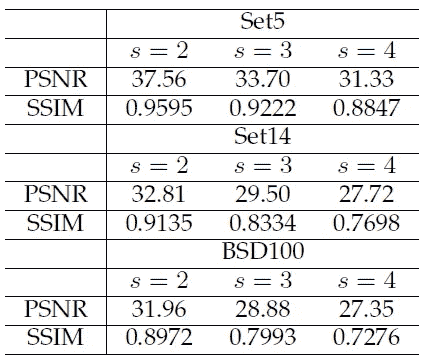 Set5
s = 2 s = 3 s = 4
PSNR 37.56 33.70 31.33
SSIM 0.9595 0.9222 0.8847
Set14
s = 2 s = 3 s = 4
PSNR 32.81 29.50 27.72
SSIM 0.9135 0.8334 0.7698
BSD100
s = 2 s = 3 s = 4
PSNR 31.96 28.88 27.35
SSIM 0.8972 0.7993 0.7276